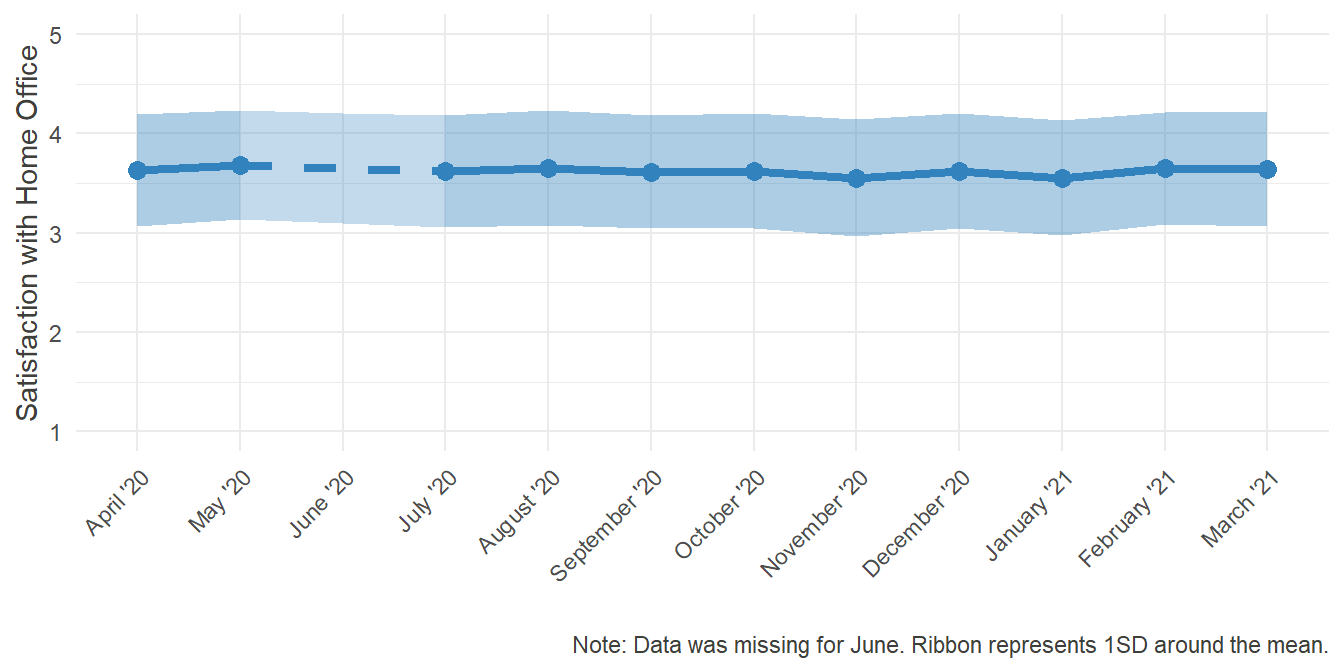 Satisfaction with Home Office
5
4
3
2
1
April '20
May '20
June '20
July '20
August '20
September '20
October '20
November '20
December '20
January '21
February '21
March '21
Note: Data was missing for June. Ribbon represents 1SD around the mean.